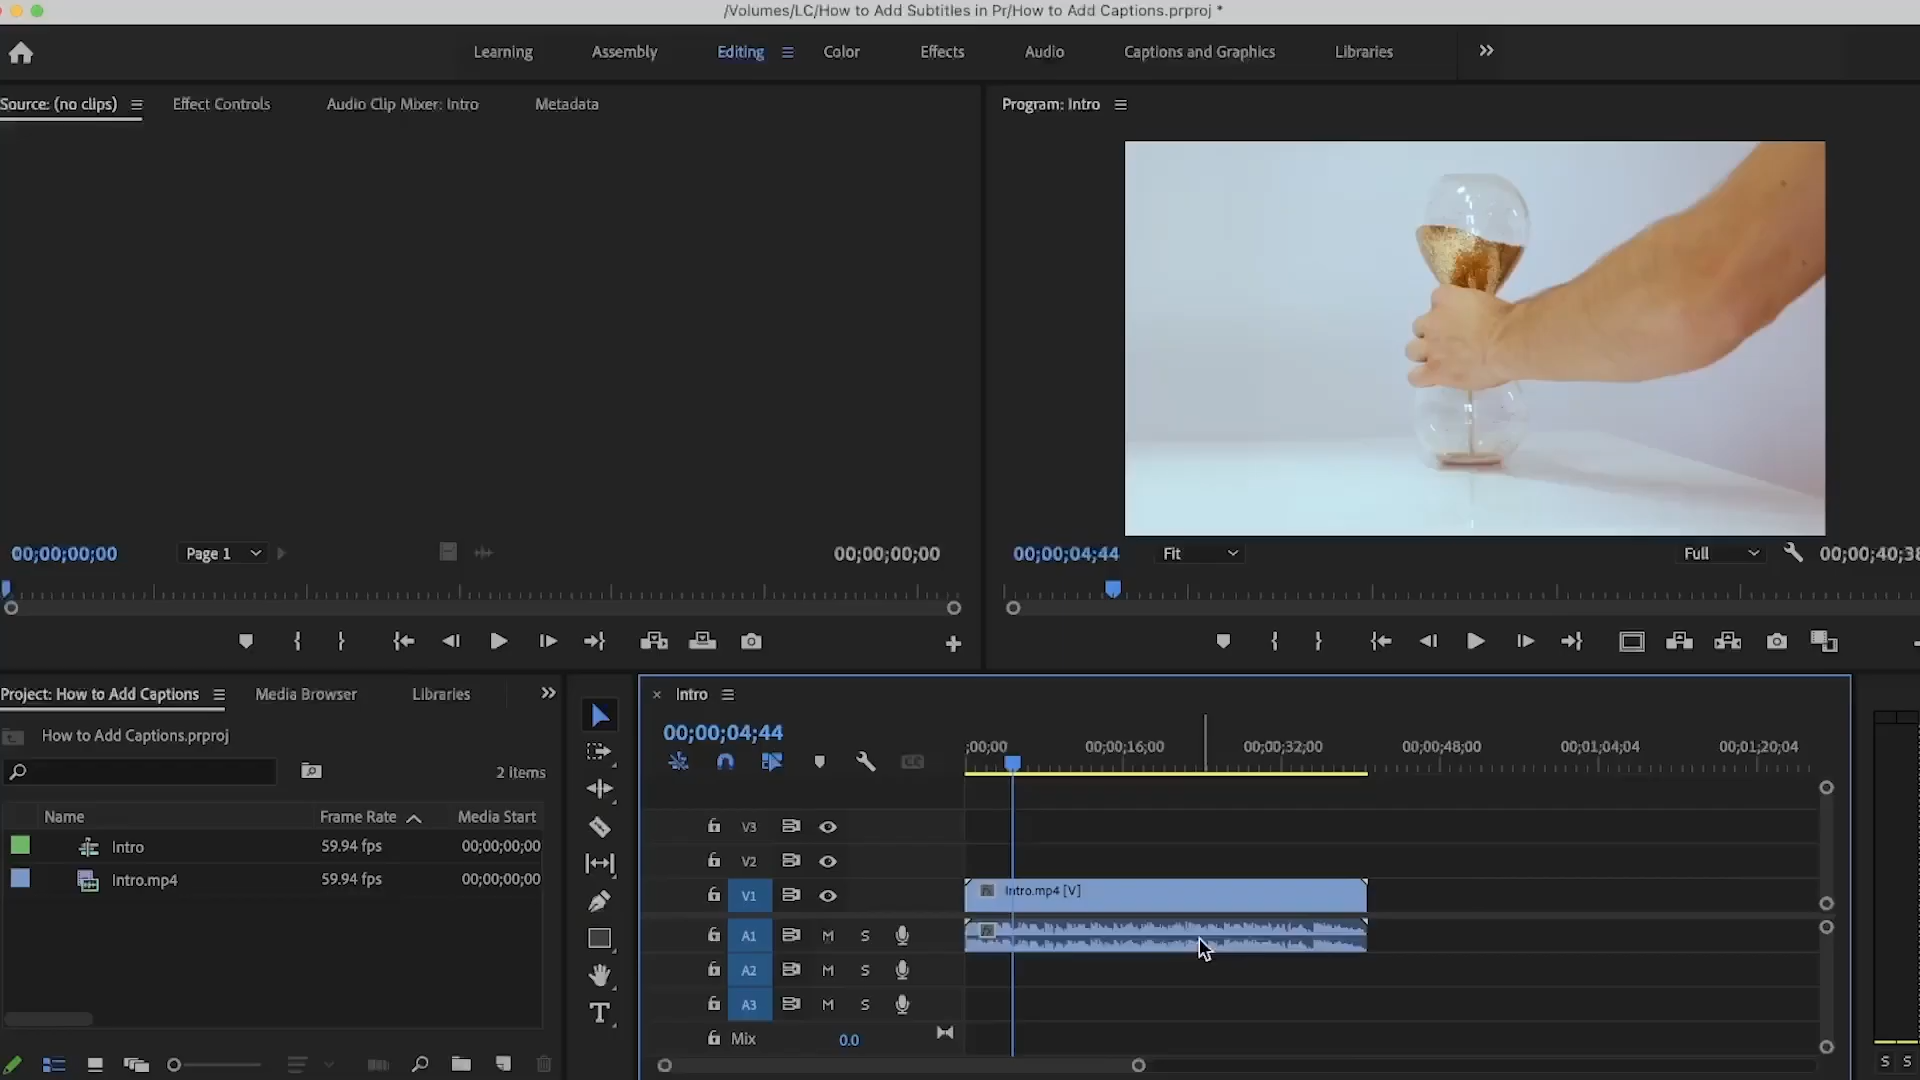 /Volumes/LC/How to Add Subtitles in Pr/How to Add Captions.prproj *
Learning Assembly Editing Color Effects Audio Captions and Graphics Libraries
Source: (no clips) Effect Controls Audio Clip Mixer: Intro Metadata
Program: Intro
00;00;00;00 Page 1 00;00;00;00
00;00;04;44 Fit Full 00;00;40;38
Project: How to Add Captions Media Browser Libraries
How to Add Captions.prproj
2 Items
Name Frame Rate Media Start
Intro 59.94 fps 00;00;00;00
Intro.mp4 59.94 fps 00;00;00;00
× Intro
00;00;04;44
;00;00 00;00;16;00 00;00;32;00 00;00;48;00 00;01;04;04 00;01;20;04
V3
V2
V1 fx Intro.mp4 [V]
A1 M S fx
A2 M S
A3 M S
Mix 0.0
S S